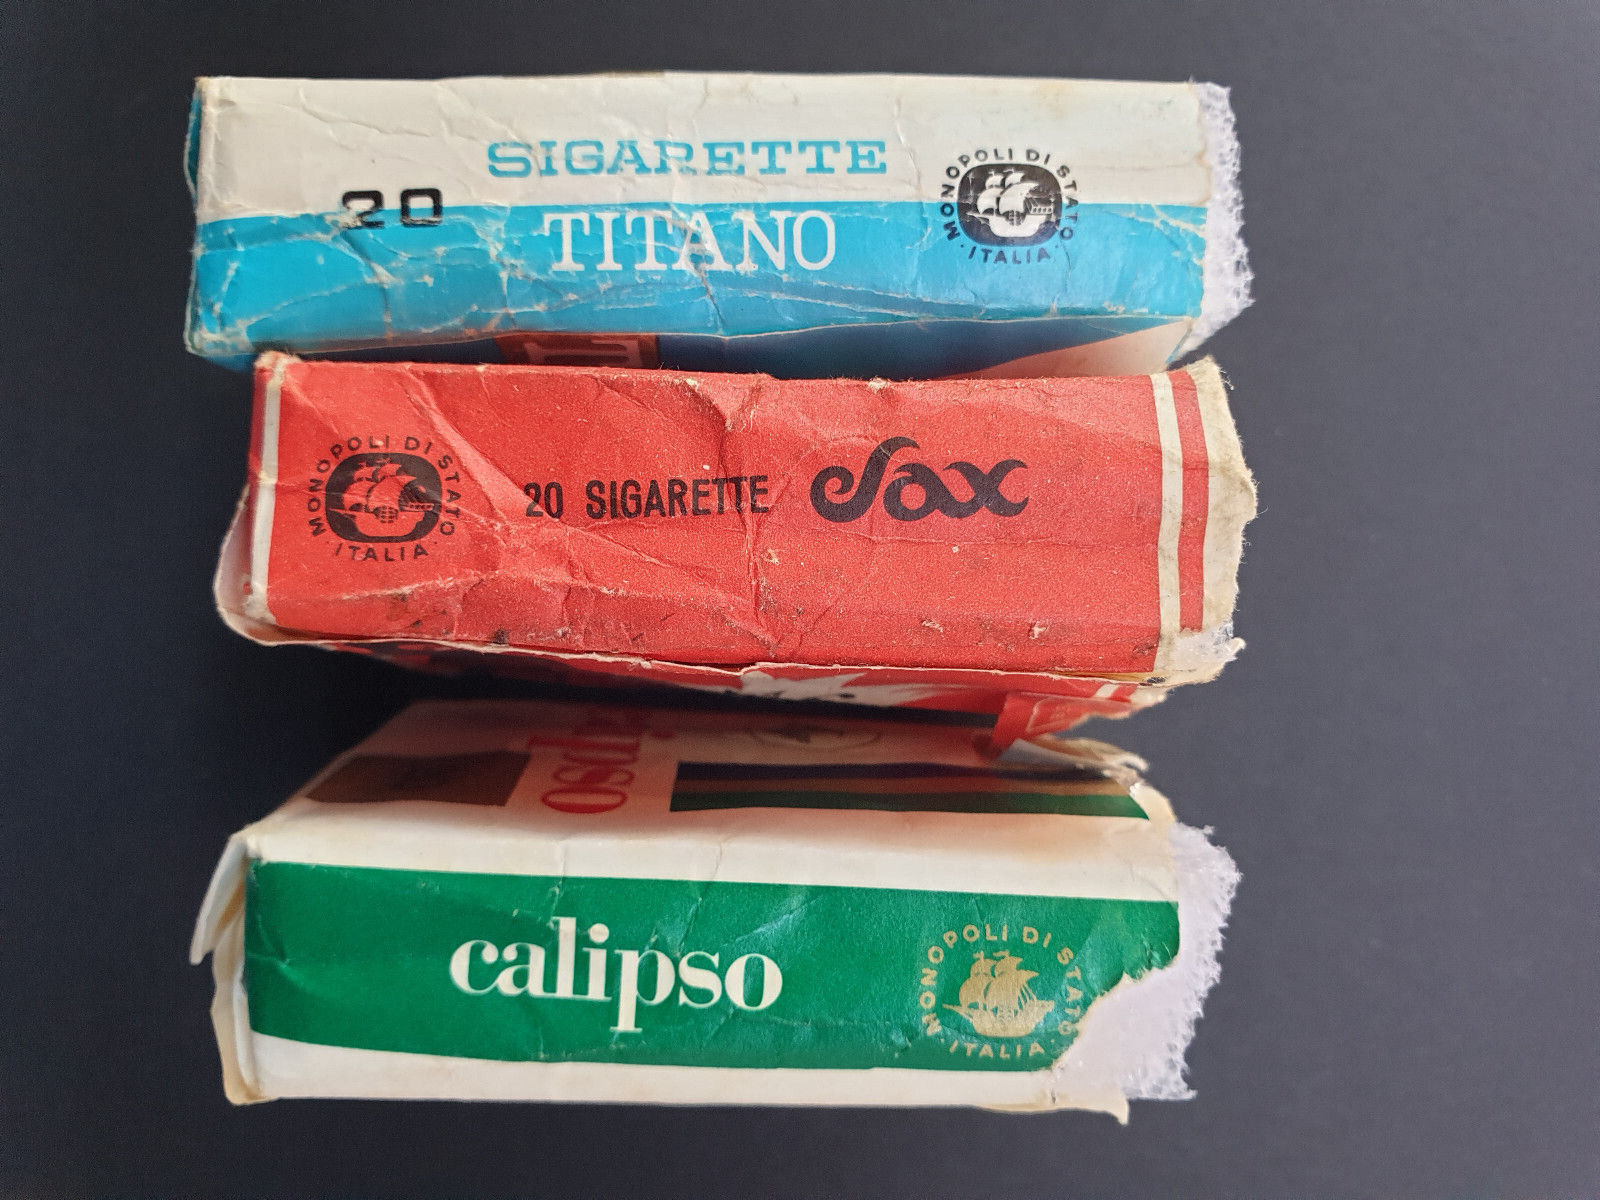 SIGARETTE
20
TITANO
MONOPOLI DI STATO
· ITALIA ·
T
MONOPOLI DI STATO
· ITALIA ·
20 SIGARETTE Sax
calipso
calipso
MONOPOLI DI STATO
· ITALIA ·